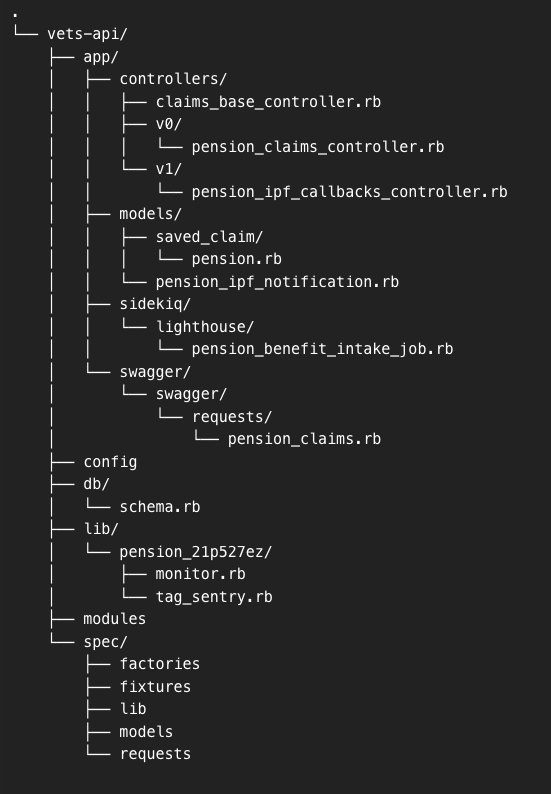 .
└── vets-api/
    ├── app/
    │   ├── controllers/
    │   │   ├── claims_base_controller.rb
    │   │   ├── v0/
    │   │   │   └── pension_claims_controller.rb
    │   │   └── v1/
    │   │       └── pension_ipf_callbacks_controller.rb
    │   ├── models/
    │   │   ├── saved_claim/
    │   │   │   └── pension.rb
    │   │   └── pension_ipf_notification.rb
    │   ├── sidekiq/
    │   │   └── lighthouse/
    │   │       └── pension_benefit_intake_job.rb
    │   └── swagger/
    │       └── swagger/
    │           └── requests/
    │               └── pension_claims.rb
    ├── config
    ├── db/
    │   └── schema.rb
    ├── lib/
    │   └── pension_21p527ez/
    │       ├── monitor.rb
    │       └── tag_sentry.rb
    ├── modules
    └── spec/
        ├── factories
        ├── fixtures
        ├── lib
        ├── models
        └── requests